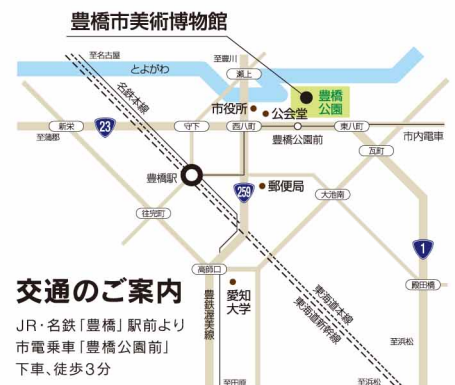 豊橋市美術博物館
至名古屋
至豊川
とよがわ
瀬上
名鉄本線
豊橋
公園
市役所
公会堂
新栄
23
守下
西八町
東八町
市内電車
豊橋公園前
至蒲郡
瓦町
豊橋駅
259
郵便局
大池南
往完町
1
高師口
殿田橋
交通のご案内
豊鉄渥美線
愛知
大学
東海道本線
東海道新幹線
JR・名鉄「豊橋」駅前より
市電乗車「豊橋公園前」
下車、徒歩3分
至浜松
至田原
至浜松